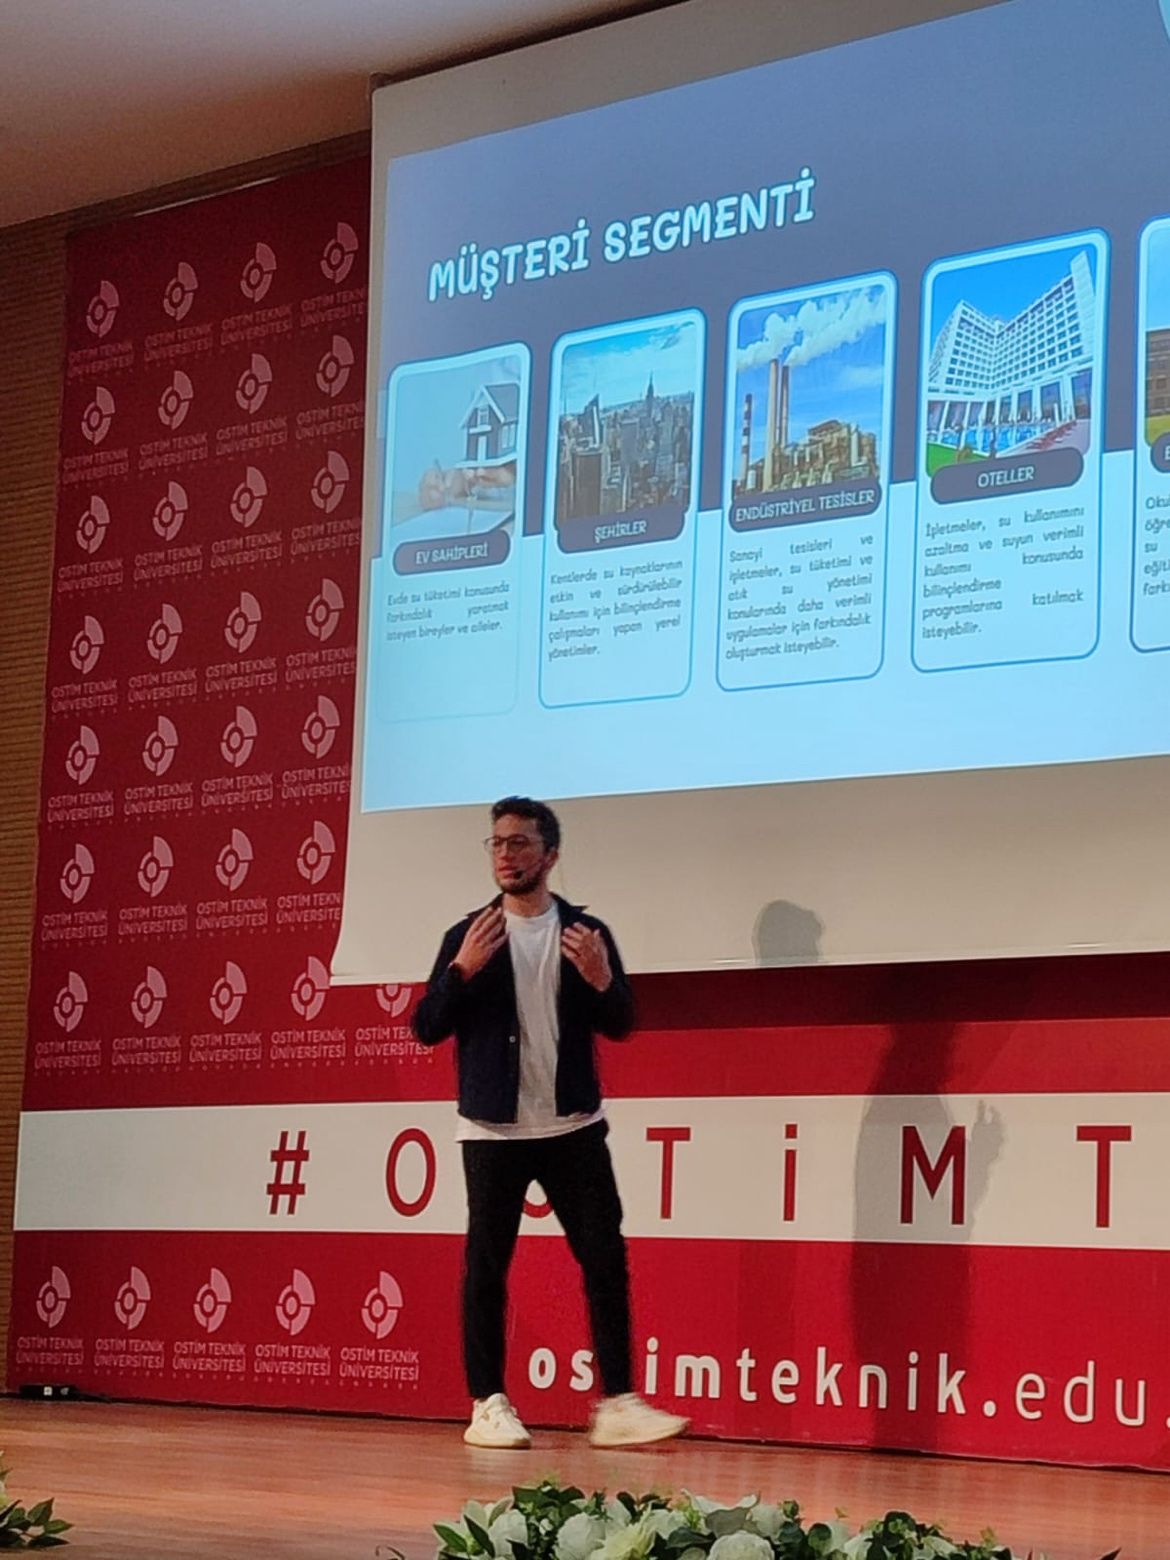 MÜŞTERİ SEGMENTİ
EV SAHİPLERİ
Evde su tüketimi konusunda
farkındalık yaratmak
isteyen bireyler ve aileler.
ŞEHİRLER
Kentlerde su kaynaklarının
etkin ve sürdürülebilir
kullanımı için bilinçlendirme
çalışmaları yapan yerel
yönetimler.
ENDÜSTRİYEL TESİSLER
Sanayi tesisleri ve
işletmeler, su tüketimi ve
atık su yönetimi
konularında daha verimli
uygulamalar için farkındalık
oluşturmak isteyebilir.
OTELLER
İşletmeler, su kullanımını
azaltma ve suyun verimli
kullanımı konusunda
bilinçlendirme
programlarına katılmak
isteyebilir.
su
OSTİM TEKNİK
ÜNİVERSİTESİ
# O S T İ M T
ostimteknik.edu.